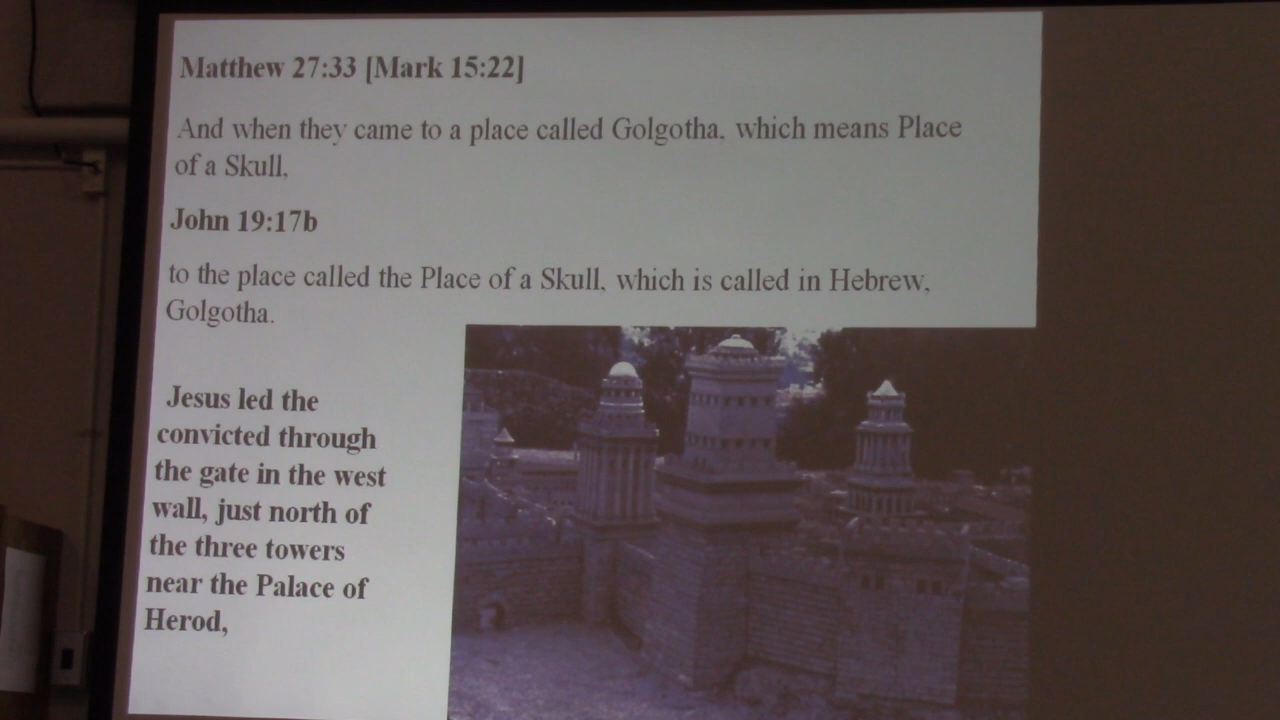 Matthew 27:33 [Mark 15:22]
And when they came to a place called Golgotha, which means Place
of a Skull,
John 19:17b
to the place called the Place of a Skull, which is called in Hebrew,
Golgotha.
Jesus led the
convicted through
the gate in the west
wall, just north of
the three towers
near the Palace of
Herod,